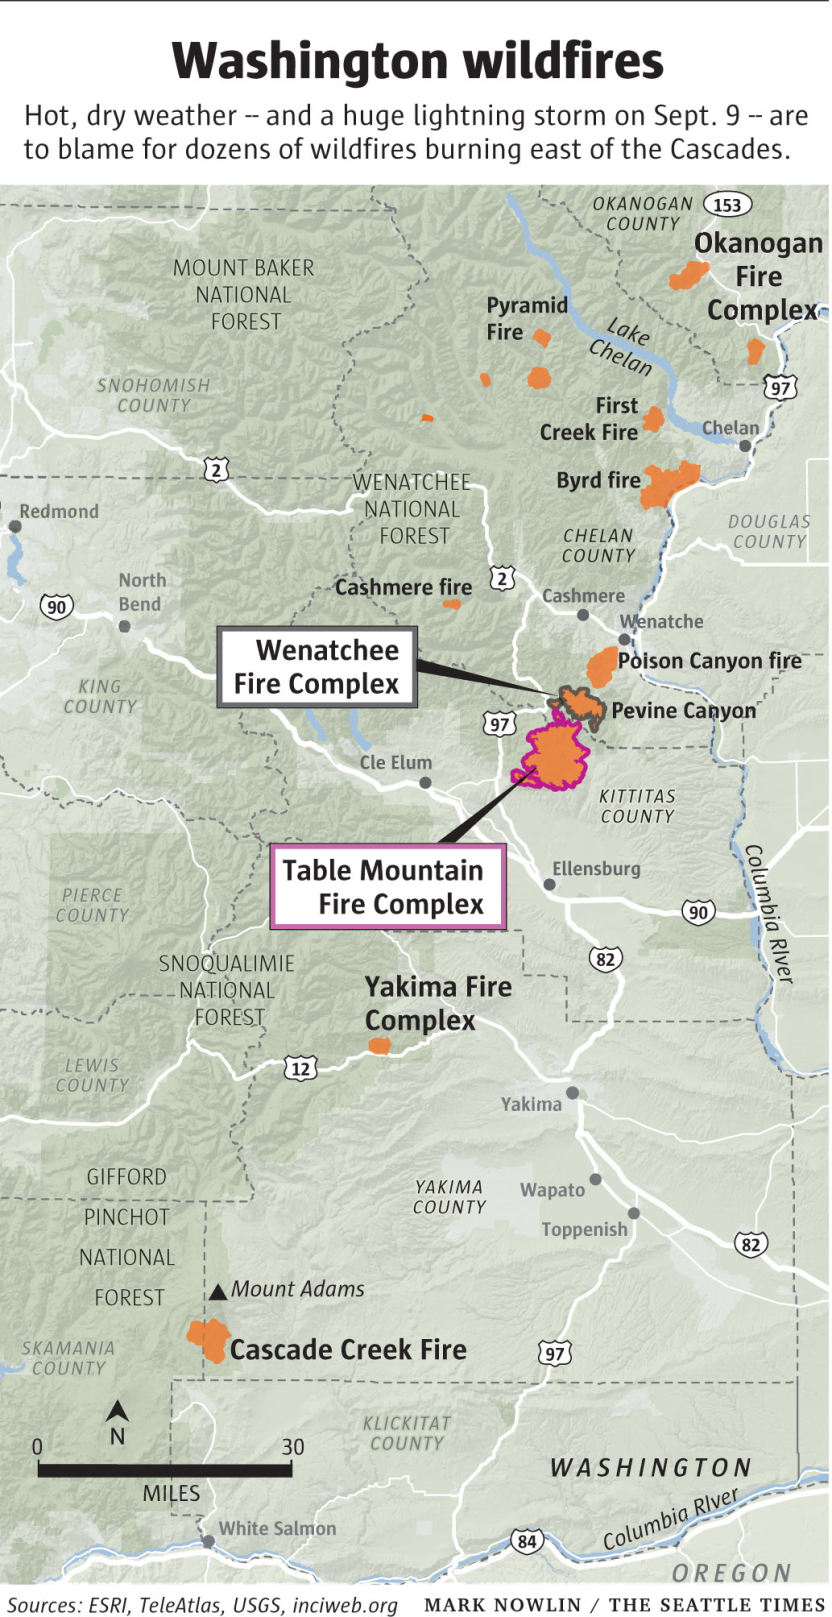 Washington wildfires
Hot, dry weather -- and a huge lightning storm on Sept. 9 -- are
to blame for dozens of wildfires burning east of the Cascades.
OKANOGAN
COUNTY
153
Okanogan
Fire
Complex
MOUNT BAKER
NATIONAL
FOREST
Pyramid
Fire
Lake
Chelan
97
SNOHOMISH
COUNTY
First
Creek Fire
Chelan
2
Byrd fire
WENATCHEE
NATIONAL
FOREST
Redmond
DOUGLAS
COUNTY
CHELAN
COUNTY
North
Bend
90
Cashmere fire
2
Cashmere
Wenatche
Wenatchee
Fire Complex
Poison Canyon fire
KING
COUNTY
Pevine Canyon
97
Cle Elum
KITTITAS
COUNTY
Table Mountain
Fire Complex
Ellensburg
Columbia RIver
PIERCE
COUNTY
90
SNOQUALIMIE
NATIONAL
FOREST
82
Yakima Fire
Complex
LEWIS
COUNTY
12
Yakima
GIFFORD
PINCHOT
NATIONAL
FOREST
YAKIMA
COUNTY
Wapato
Toppenish
82
Mount Adams
SKAMANIA
COUNTY
Cascade Creek Fire
97
N
0 30
MILES
KLICKITAT
COUNTY
WASHINGTON
White Salmon
84
Columbia RIver
OREGON
Sources: ESRI, TeleAtlas, USGS, inciweb.org
MARK NOWLIN / THE SEATTLE TIMES